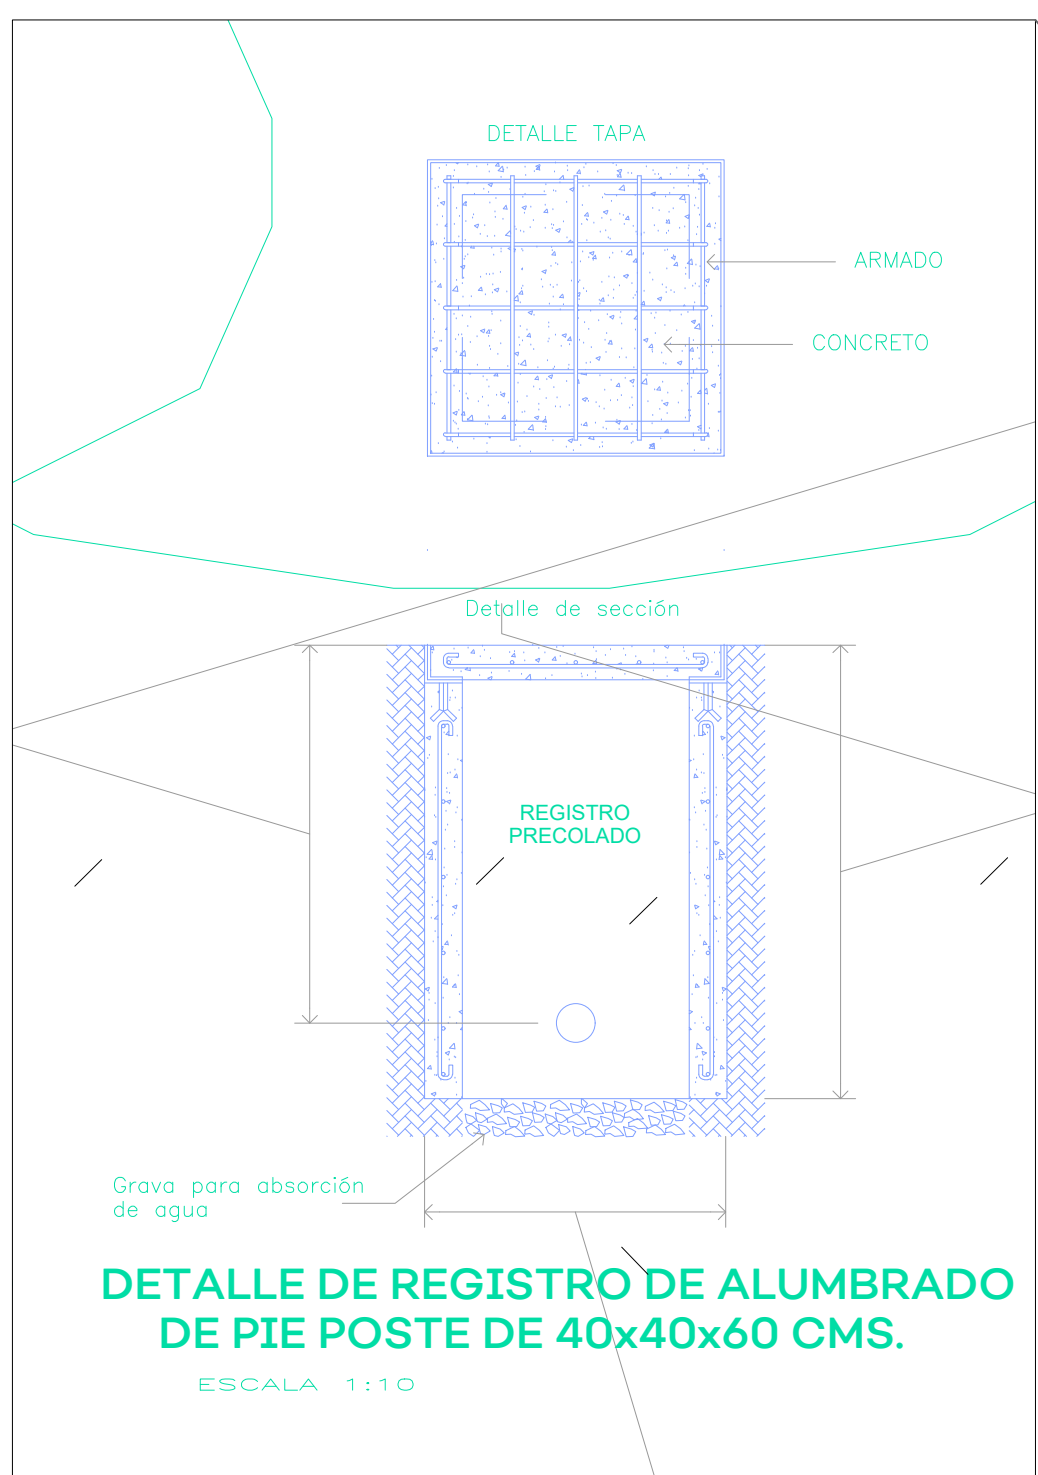 DETALLE TAPA
ARMADO
CONCRETO
Detalle de sección
REGISTRO
PRECOLADO
Grava para absorción
de agua
DETALLE DE REGISTRO DE ALUMBRADO
DE PIE POSTE DE 40x40x60 CMS.
ESCALA 1:10